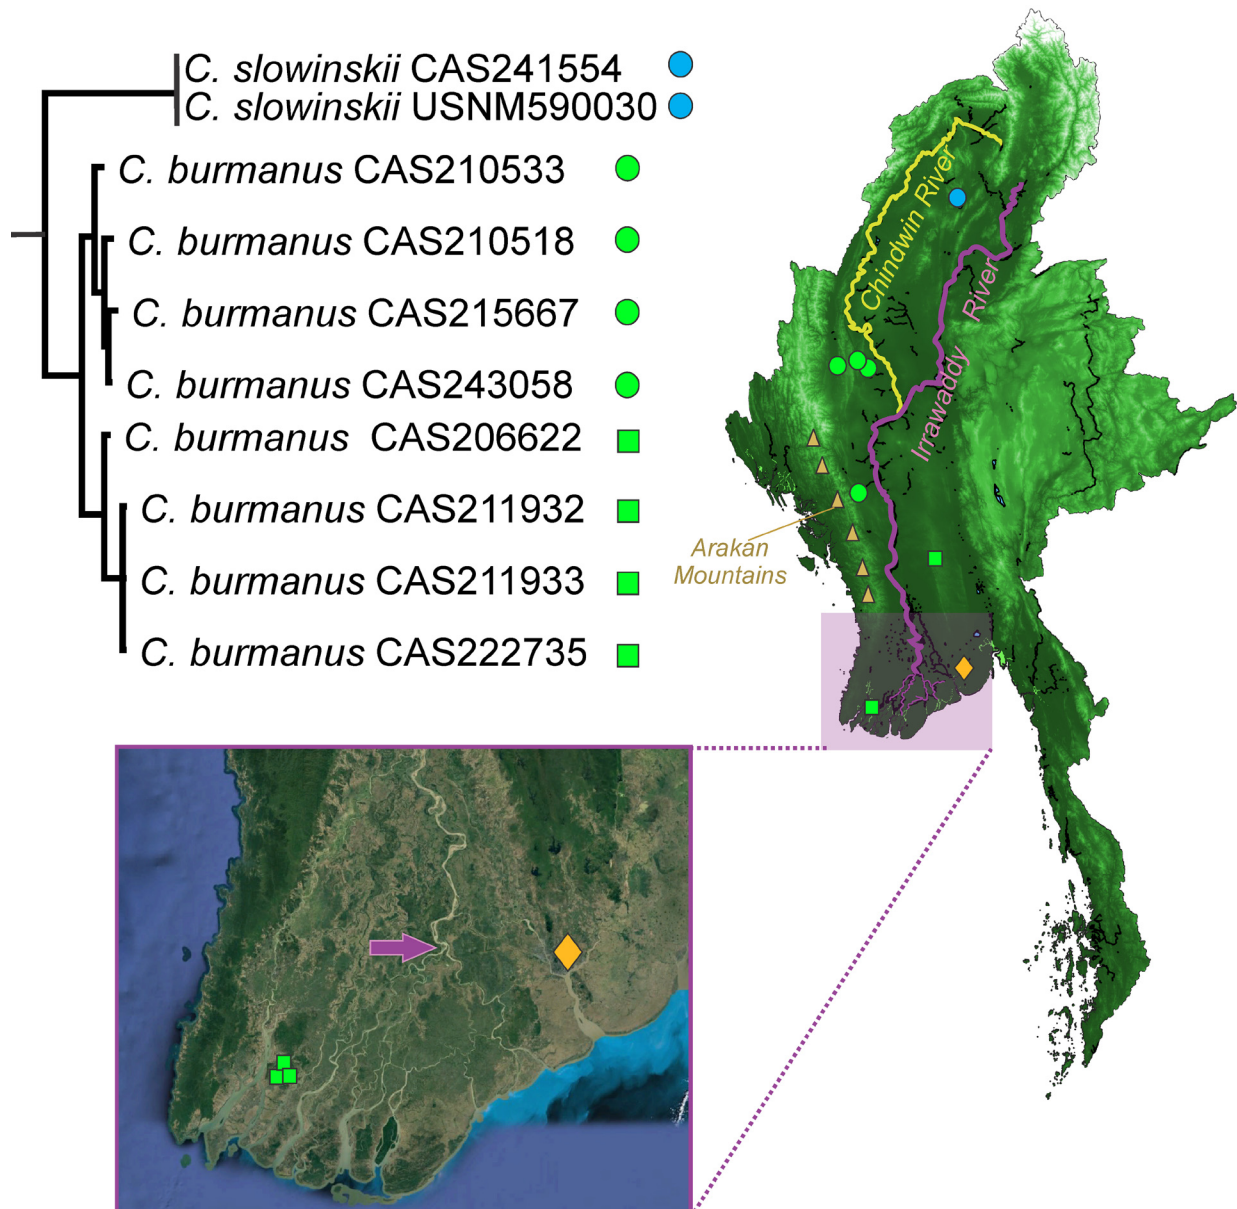 C. slowinskii CAS241554
C. slowinskii USNM590030
C. burmanus CAS210533
C. burmanus CAS210518
C. burmanus CAS215667
C. burmanus CAS243058
C. burmanus CAS206622
C. burmanus CAS211932
C. burmanus CAS211933
C. burmanus CAS222735
Chindwin River
Irrawaddy River
Arakan
Mountains